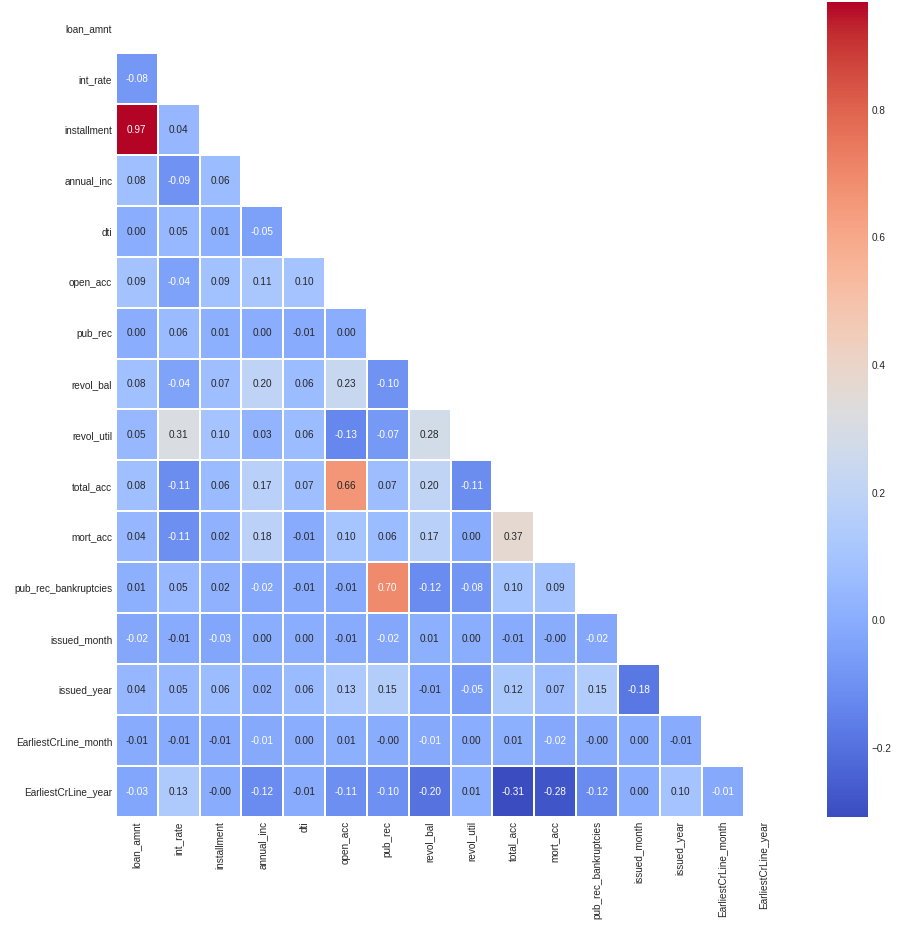 loan_amnt
int_rate -0.08
installment 0.97 0.04
annual_inc 0.08 -0.09 0.06
dti 0.00 0.05 0.01 -0.05
open_acc 0.09 -0.04 0.09 0.11 0.10
pub_rec 0.00 0.06 0.01 0.00 -0.01 0.00
revol_bal 0.08 -0.04 0.07 0.20 0.06 0.23 -0.10
revol_util 0.05 0.31 0.10 0.03 0.06 -0.13 -0.07 0.28
total_acc 0.08 -0.11 0.06 0.17 0.07 0.66 0.07 0.20 -0.11
mort_acc 0.04 -0.11 0.02 0.18 -0.01 0.10 0.06 0.17 0.00 0.37
pub_rec_bankruptcies 0.01 0.05 0.02 -0.02 -0.01 -0.01 0.70 -0.12 -0.08 0.10 0.09
issued_month -0.02 -0.01 -0.03 0.00 0.00 -0.01 -0.02 0.01 0.00 -0.01 -0.00 -0.02
issued_year 0.04 0.05 0.06 0.02 0.06 0.13 0.15 -0.01 -0.05 0.12 0.07 0.15 -0.18
EarliestCrLine_month -0.01 -0.01 -0.01 -0.01 0.00 0.01 -0.00 -0.01 0.00 0.01 -0.02 -0.00 0.00 -0.01
EarliestCrLine_year -0.03 0.13 -0.00 -0.12 -0.01 -0.11 -0.10 -0.20 0.01 -0.31 -0.28 -0.12 0.00 0.10 -0.01
loan_amnt
int_rate
installment
annual_inc
dti
open_acc
pub_rec
revol_bal
revol_util
total_acc
mort_acc
pub_rec_bankruptcies
issued_month
issued_year
EarliestCrLine_month
EarliestCrLine_year
0.8
0.6
0.4
0.2
0.0
−0.2